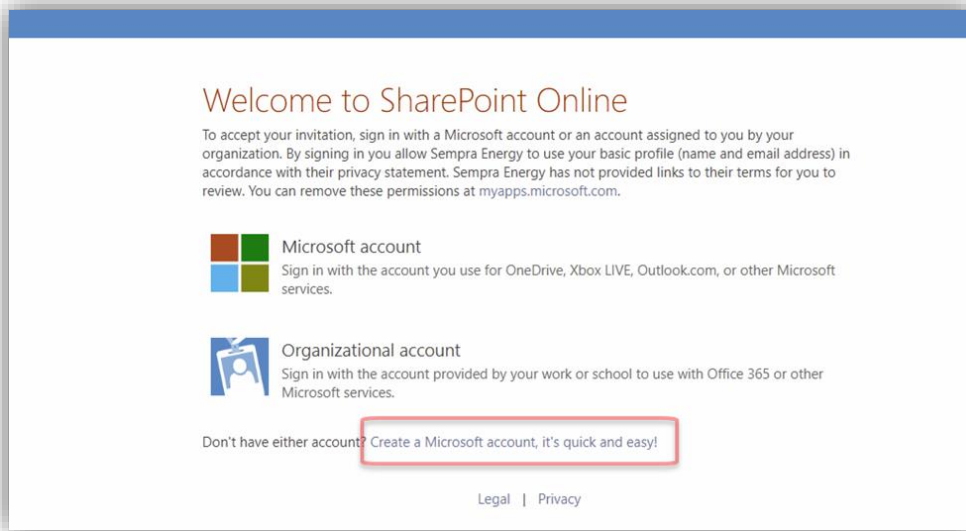 Welcome to SharePoint Online
To accept your invitation, sign in with a Microsoft account or an account assigned to you by your
organization. By signing in you allow Sempra Energy to use your basic profile (name and email address) in
accordance with their privacy statement. Sempra Energy has not provided links to their terms for you to
review. You can remove these permissions at myapps.microsoft.com.
Microsoft account
Sign in with the account you use for OneDrive, Xbox LIVE, Outlook.com, or other Microsoft
services.
Organizational account
Sign in with the account provided by your work or school to use with Office 365 or other
Microsoft services.
Don't have either account? Create a Microsoft account, it's quick and easy!
Legal | Privacy